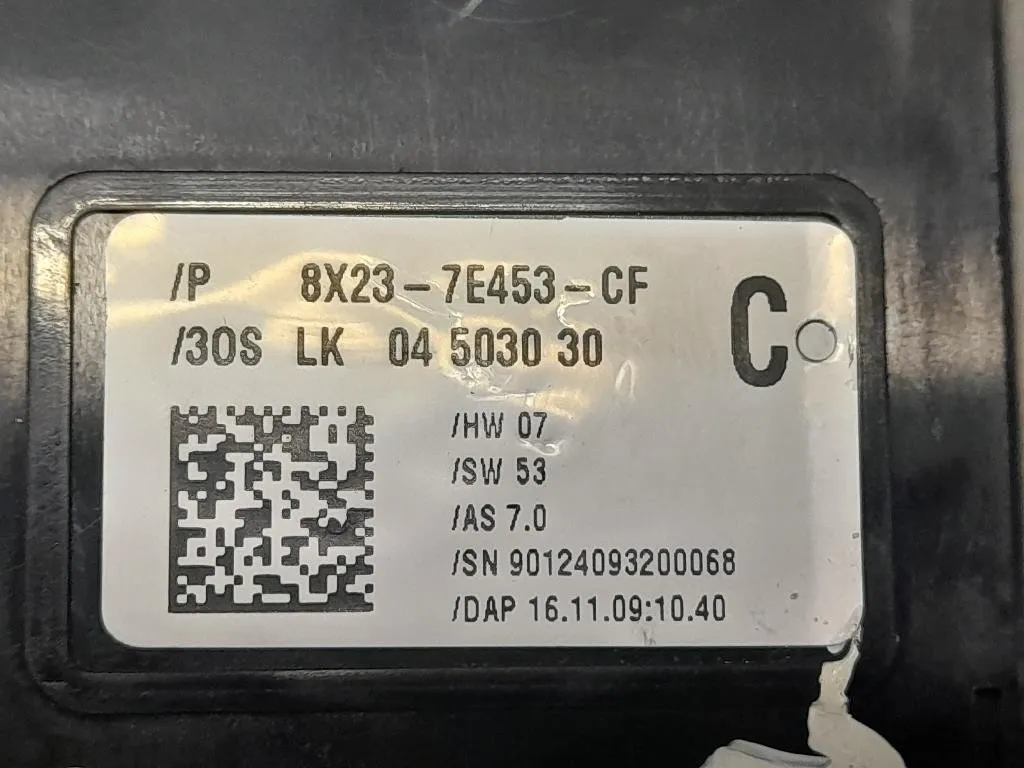 /P 8X23-7E453-CF
C
/3OS LK 04 5030 30
/HW 07
/SW 53
/AS 7.0
/SN 90124093200068
/DAP 16.11.09:10.40